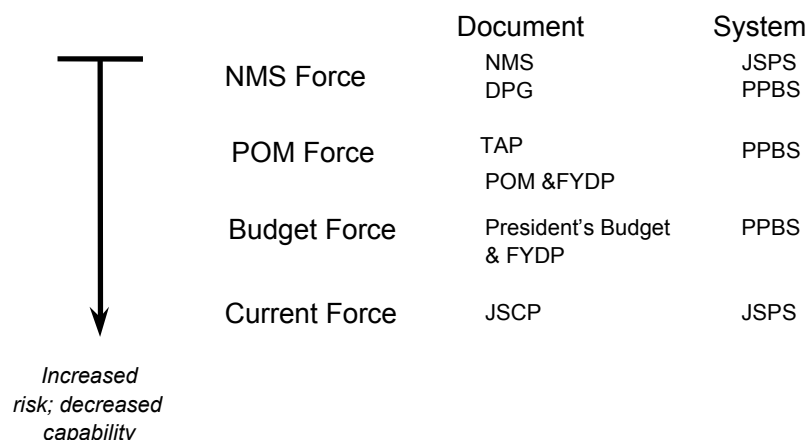 Document System
NMS Force NMS JSPS
DPG PPBS
POM Force TAP PPBS
POM &FYDP
Budget Force President’s Budget PPBS
& FYDP
Current Force JSCP JSPS
Increased
risk; decreased
capability